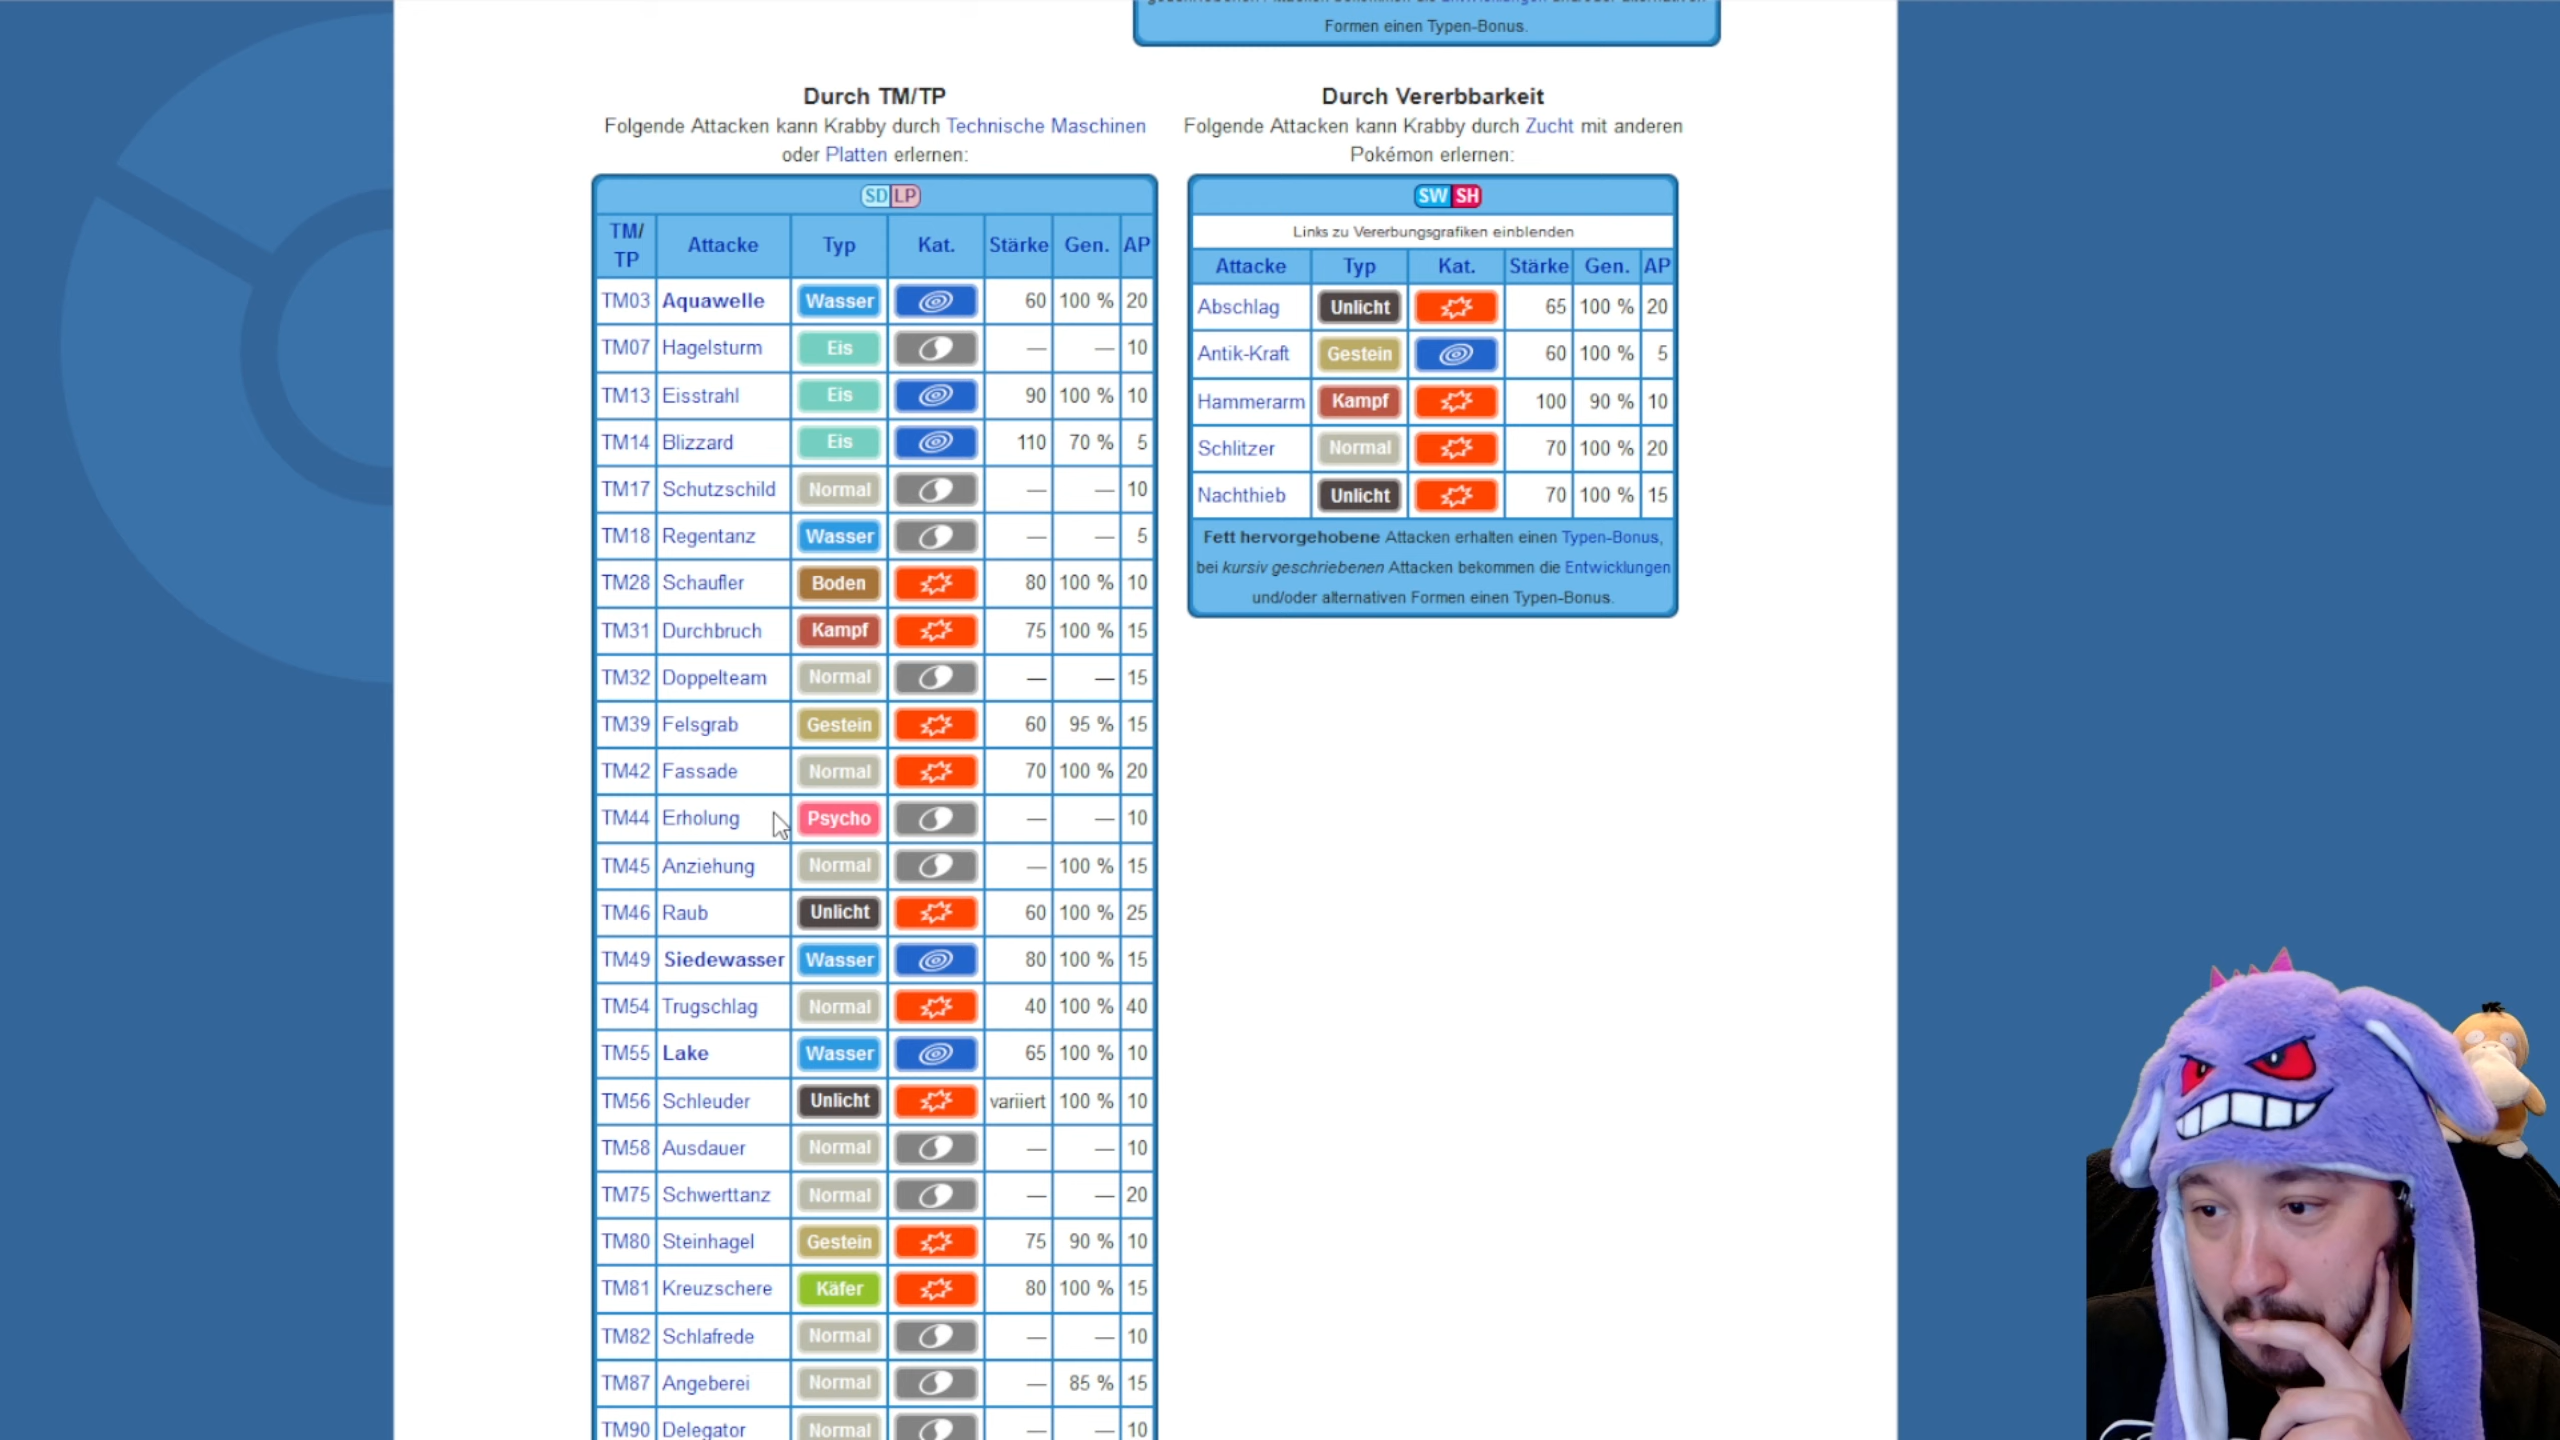 Formen einen Typen-Bonus.
Durch TM/TP
Folgende Attacken kann Krabby durch Technische Maschinen
oder Platten erlernen:
SD LP
TM/
TP Attacke Typ Kat. Stärke Gen. AP
TM03 Aquawelle Wasser 60 100 % 20
TM07 Hagelsturm Eis — — 10
TM13 Eisstrahl Eis 90 100 % 10
TM14 Blizzard Eis 110 70 % 5
TM17 Schutzschild Normal — — 10
TM18 Regentanz Wasser — — 5
TM28 Schaufler Boden 80 100 % 10
TM31 Durchbruch Kampf 75 100 % 15
TM32 Doppelteam Normal — — 15
TM39 Felsgrab Gestein 60 95 % 15
TM42 Fassade Normal 70 100 % 20
TM44 Erholung Psycho — — 10
TM45 Anziehung Normal — 100 % 15
TM46 Raub Unlicht 60 100 % 25
TM49 Siedewasser Wasser 80 100 % 15
TM54 Trugschlag Normal 40 100 % 40
TM55 Lake Wasser 65 100 % 10
TM56 Schleuder Unlicht variiert 100 % 10
TM58 Ausdauer Normal — — 10
TM75 Schwerttanz Normal — — 20
TM80 Steinhagel Gestein 75 90 % 10
TM81 Kreuzschere Käfer 80 100 % 15
TM82 Schlafrede Normal — — 10
TM87 Angeberei Normal — 85 % 15
TM90 Delegator Normal — — 10
Durch Vererbbarkeit
Folgende Attacken kann Krabby durch Zucht mit anderen
Pokémon erlernen:
SW SH
Links zu Vererbungsgrafiken einblenden
Attacke Typ Kat. Stärke Gen. AP
Abschlag Unlicht 65 100 % 20
Antik-Kraft Gestein 60 100 % 5
Hammerarm Kampf 100 90 % 10
Schlitzer Normal 70 100 % 20
Nachthieb Unlicht 70 100 % 15
Fett hervorgehobene Attacken erhalten einen Typen-Bonus,
bei kursiv geschriebenen Attacken bekommen die Entwicklungen
und/oder alternativen Formen einen Typen-Bonus.